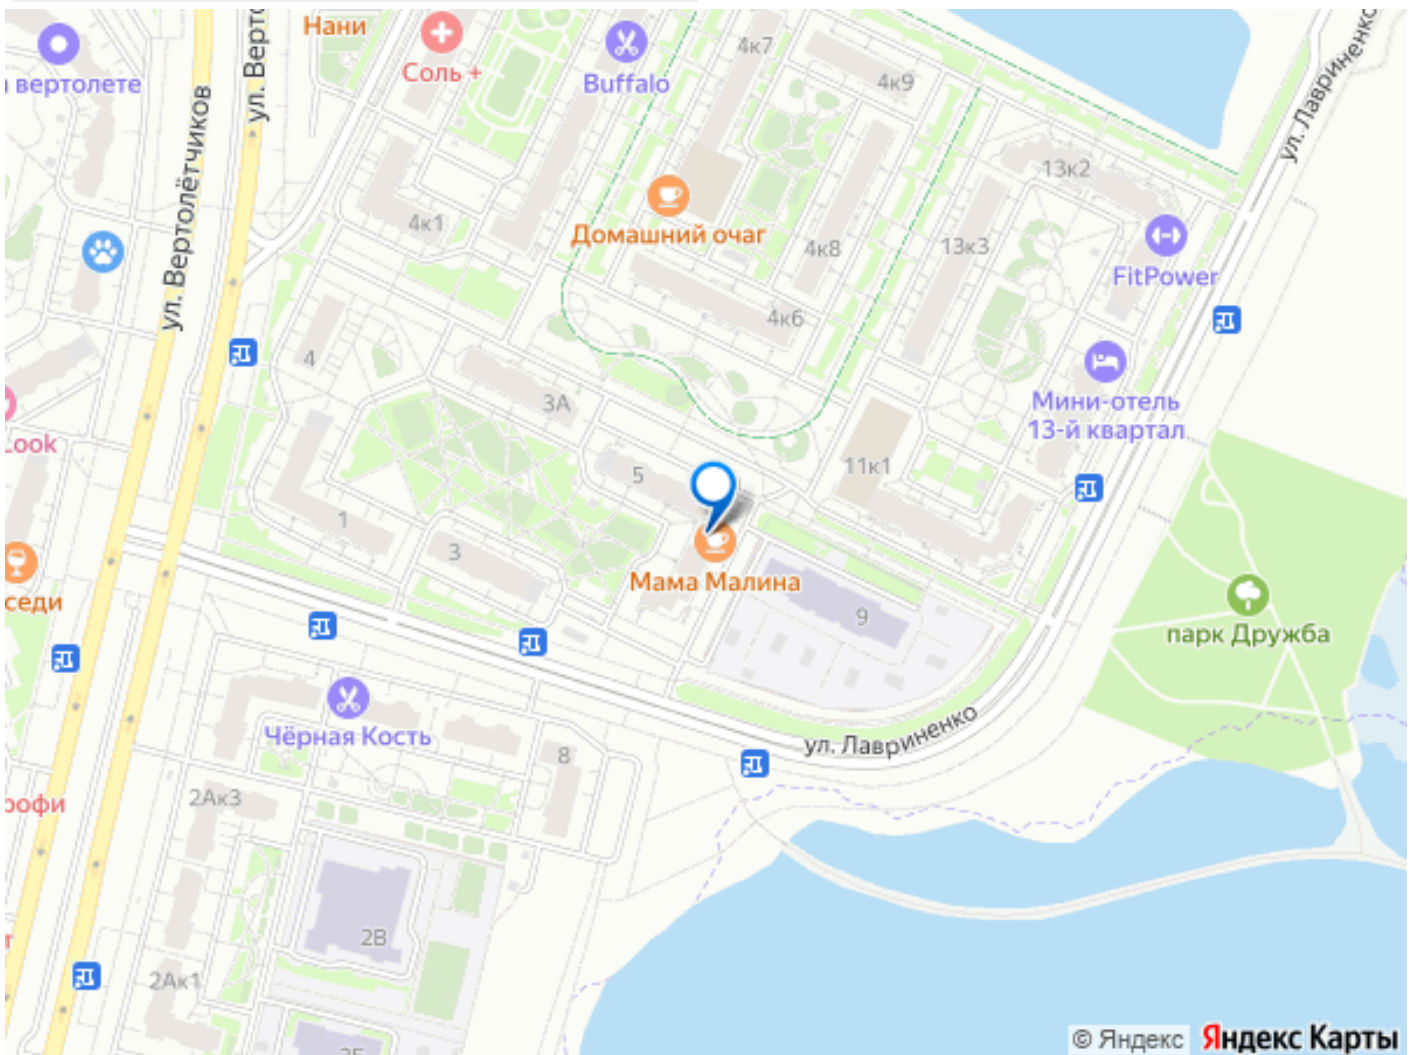 Нани
Соль +
Buffalo
4к7
4к9
вертолете
ул. Верто
ул. Вертолётчиков
ул. Лавриненко
13к2
4к1
Домашний очаг
4к8
13к3
FitPower
4к6
4
3А
Мини-отель
13-й квартал
Look
5
11к1
1
3
Мама Малина
9
седи
парк Дружба
Чёрная Кость
8
ул. Лавриненко
2Ак3
рофи
2В
2Ак1
© Яндекс Яндекс Карты